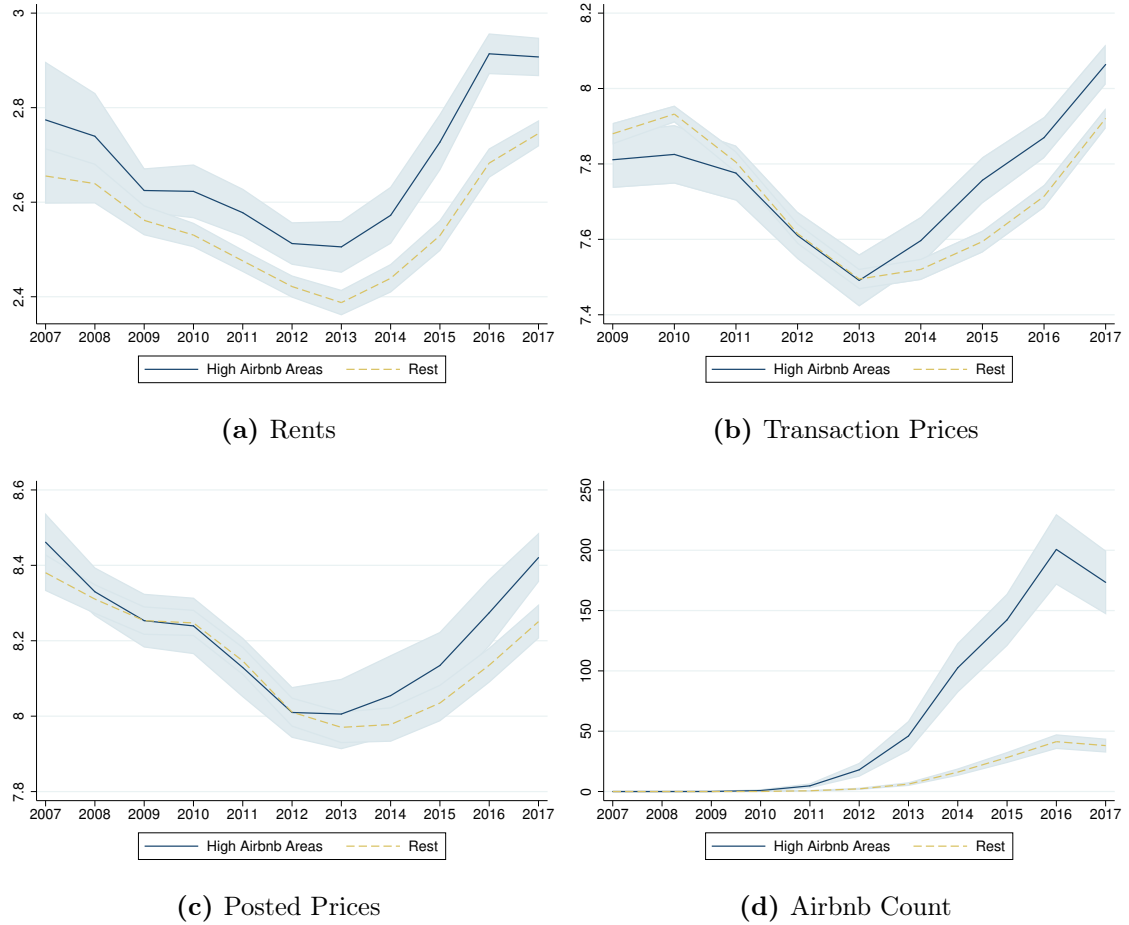 3
2.8
2.6
2.4
2007 2008 2009 2010 2011 2012 2013 2014 2015 2016 2017
High Airbnb Areas Rest
(a) Rents
8.2
8
7.8
7.6
7.4
2009 2010 2011 2012 2013 2014 2015 2016 2017
High Airbnb Areas Rest
(b) Transaction Prices
8.6
8.4
8.2
8
7.8
2007 2008 2009 2010 2011 2012 2013 2014 2015 2016 2017
High Airbnb Areas Rest
(c) Posted Prices
250
200
150
100
50
0
2007 2008 2009 2010 2011 2012 2013 2014 2015 2016 2017
High Airbnb Areas Rest
(d) Airbnb Count